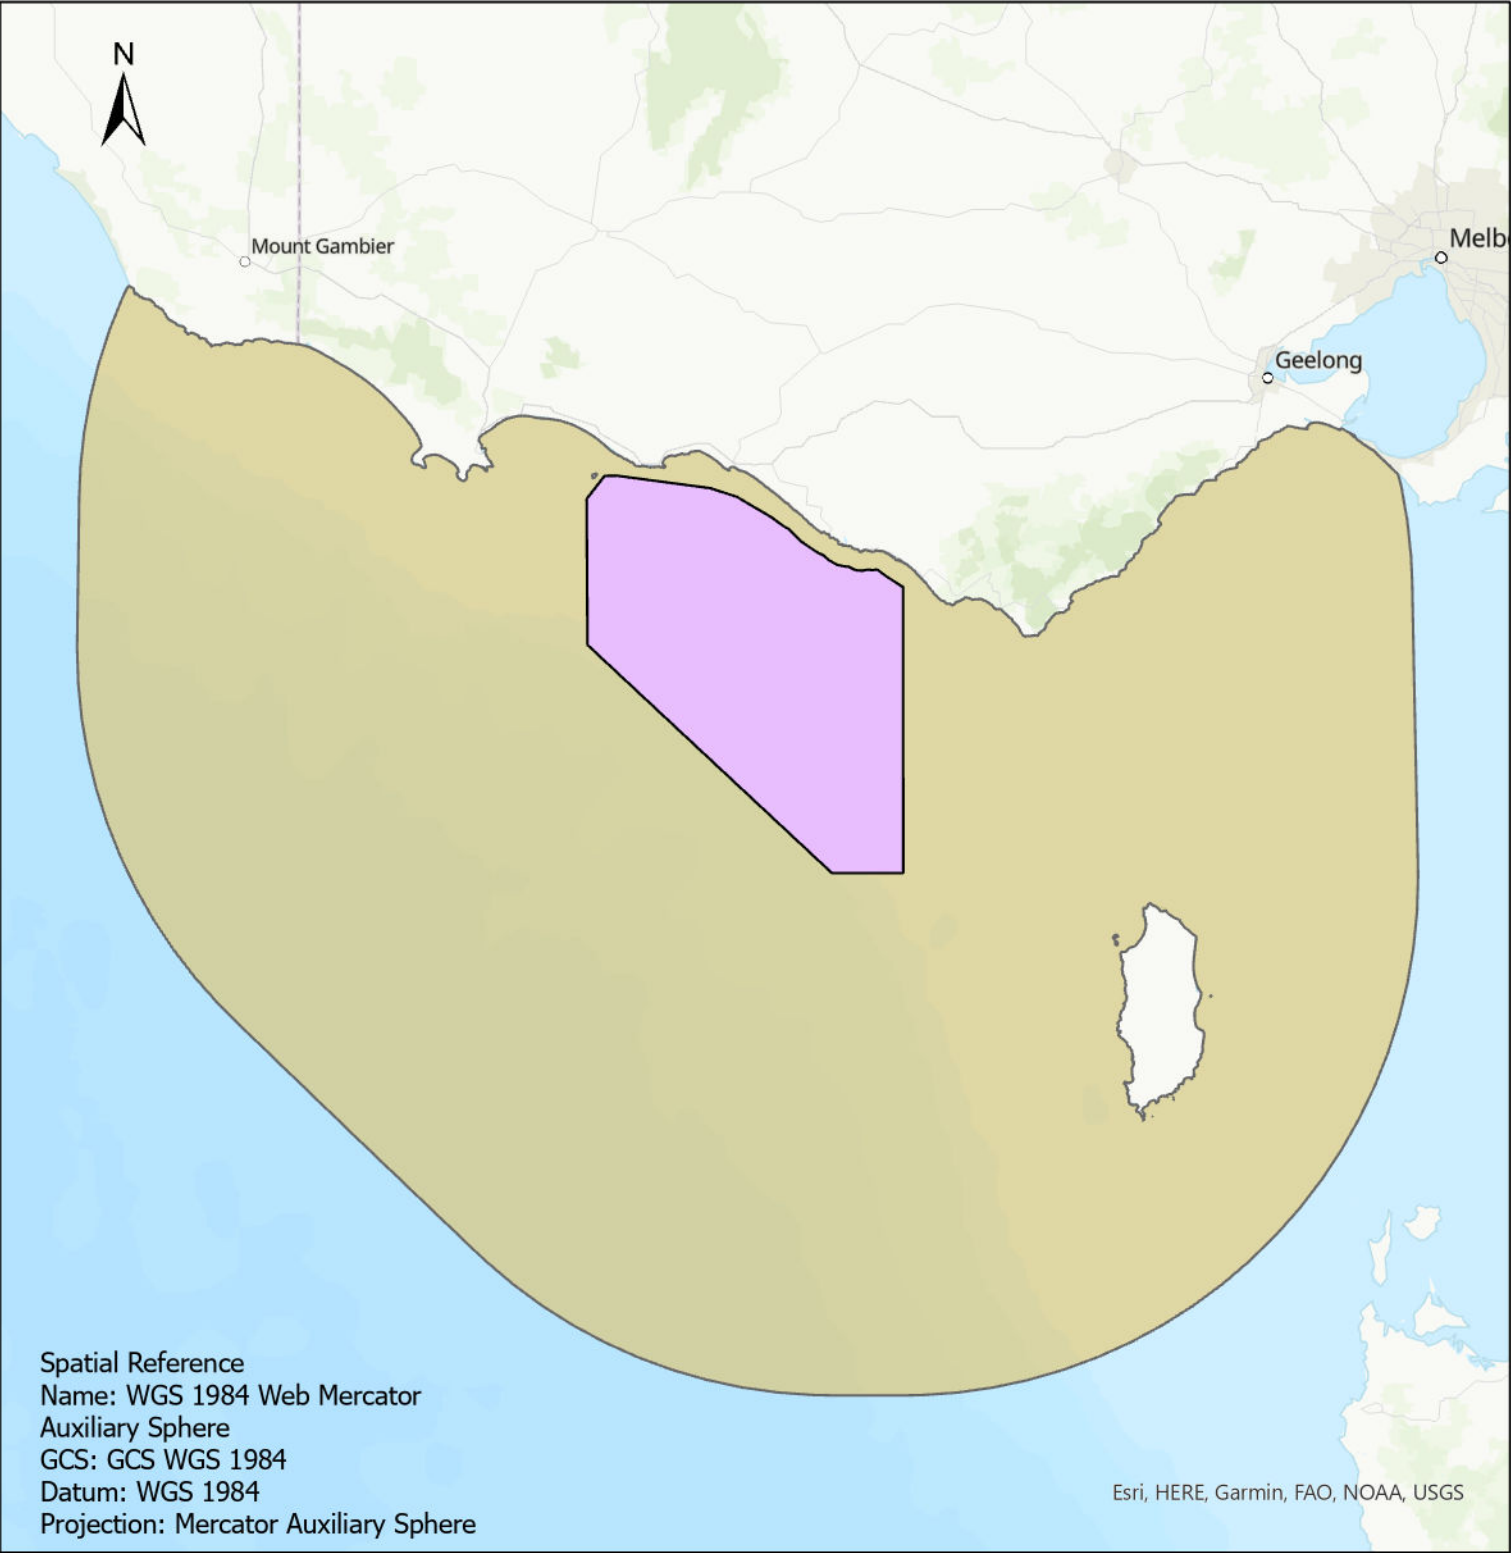 N
Mount Gambier
Melb
Geelong
Spatial Reference
Name: WGS 1984 Web Mercator
Auxiliary Sphere
GCS: GCS WGS 1984
Datum: WGS 1984
Projection: Mercator Auxiliary Sphere
Esri, HERE, Garmin, FAO, NOAA, USGS